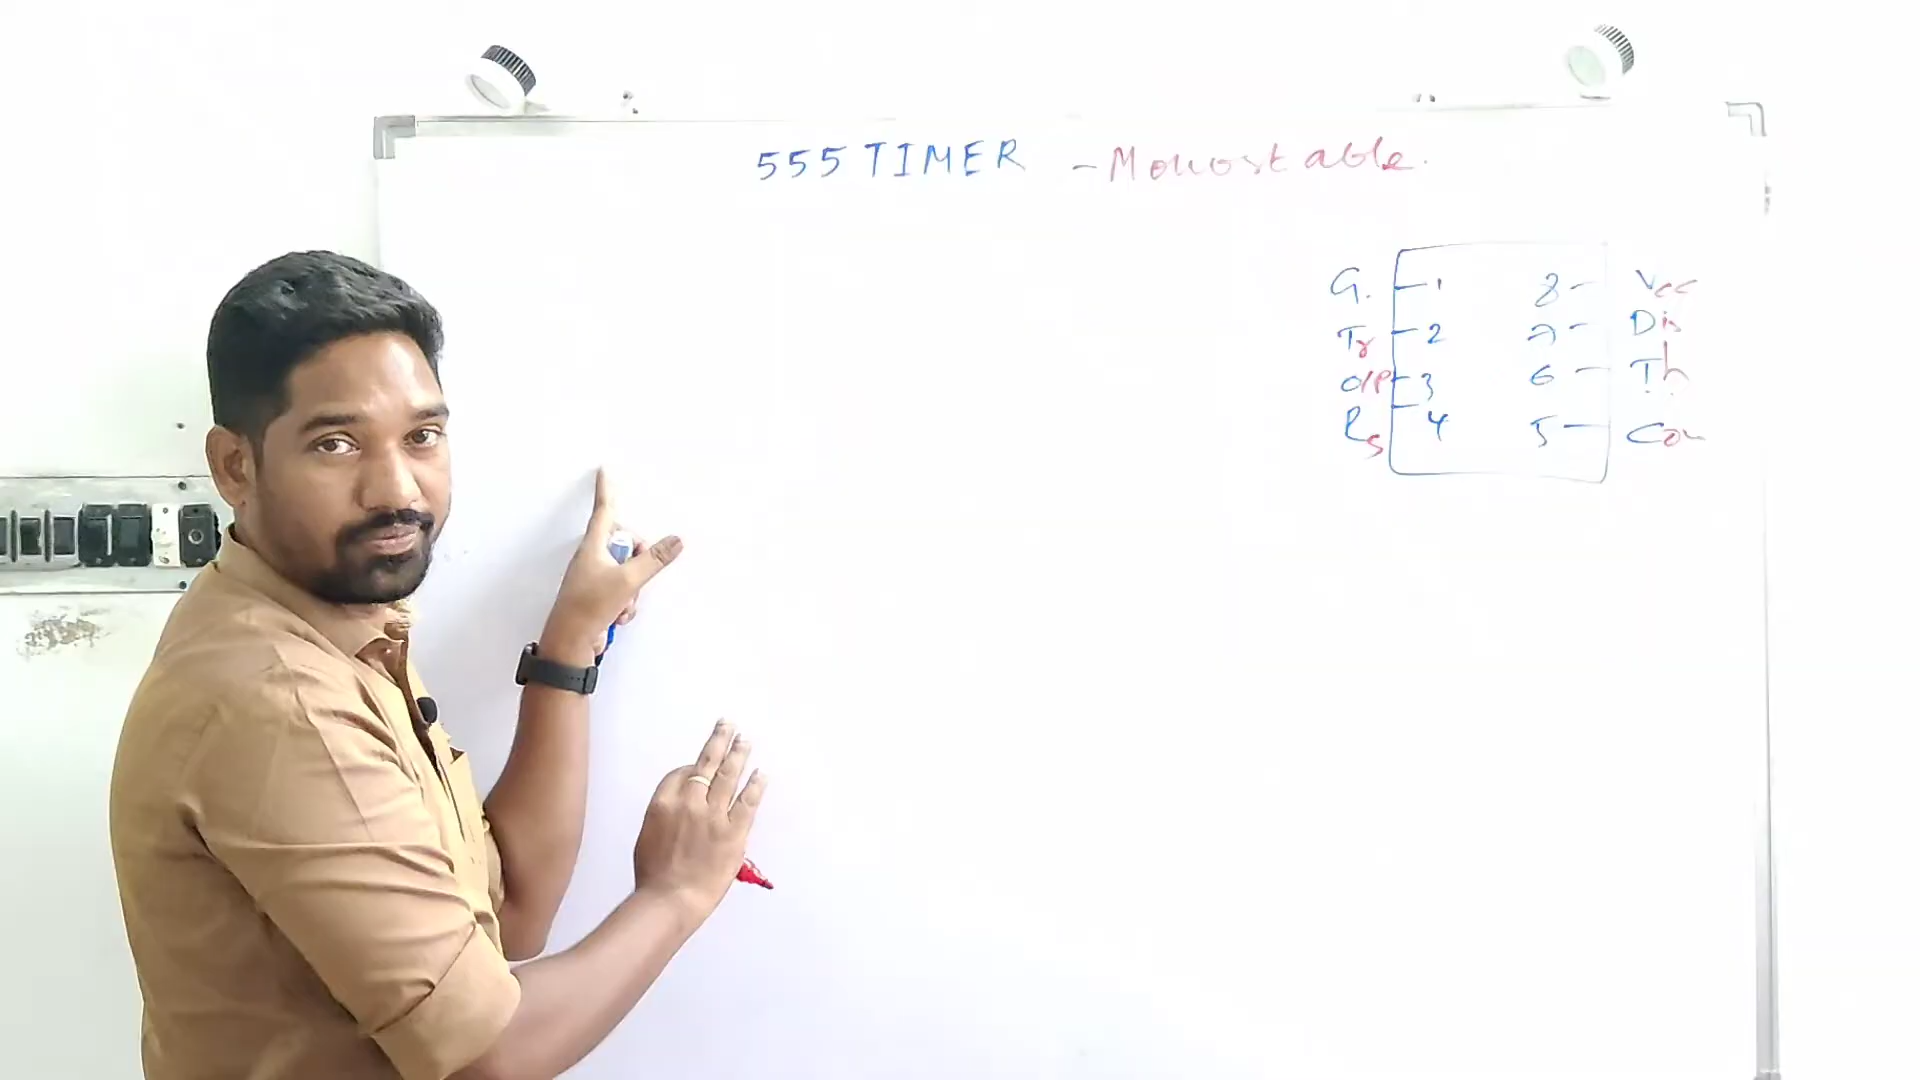 555 TIMER - Monostable.
G. 1 8 Vcc
Tr 2 7 Dis
O/P 3 6 Th
Rs 4 5 Con